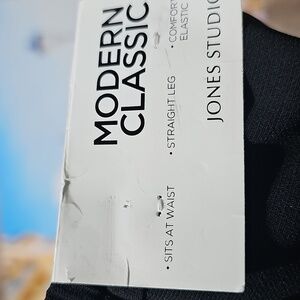 MODERN
CLASSIC
• SITS AT WAIST
• STRAIGHT LEG
• COMFORT
ELASTIC
JONES STUDIO